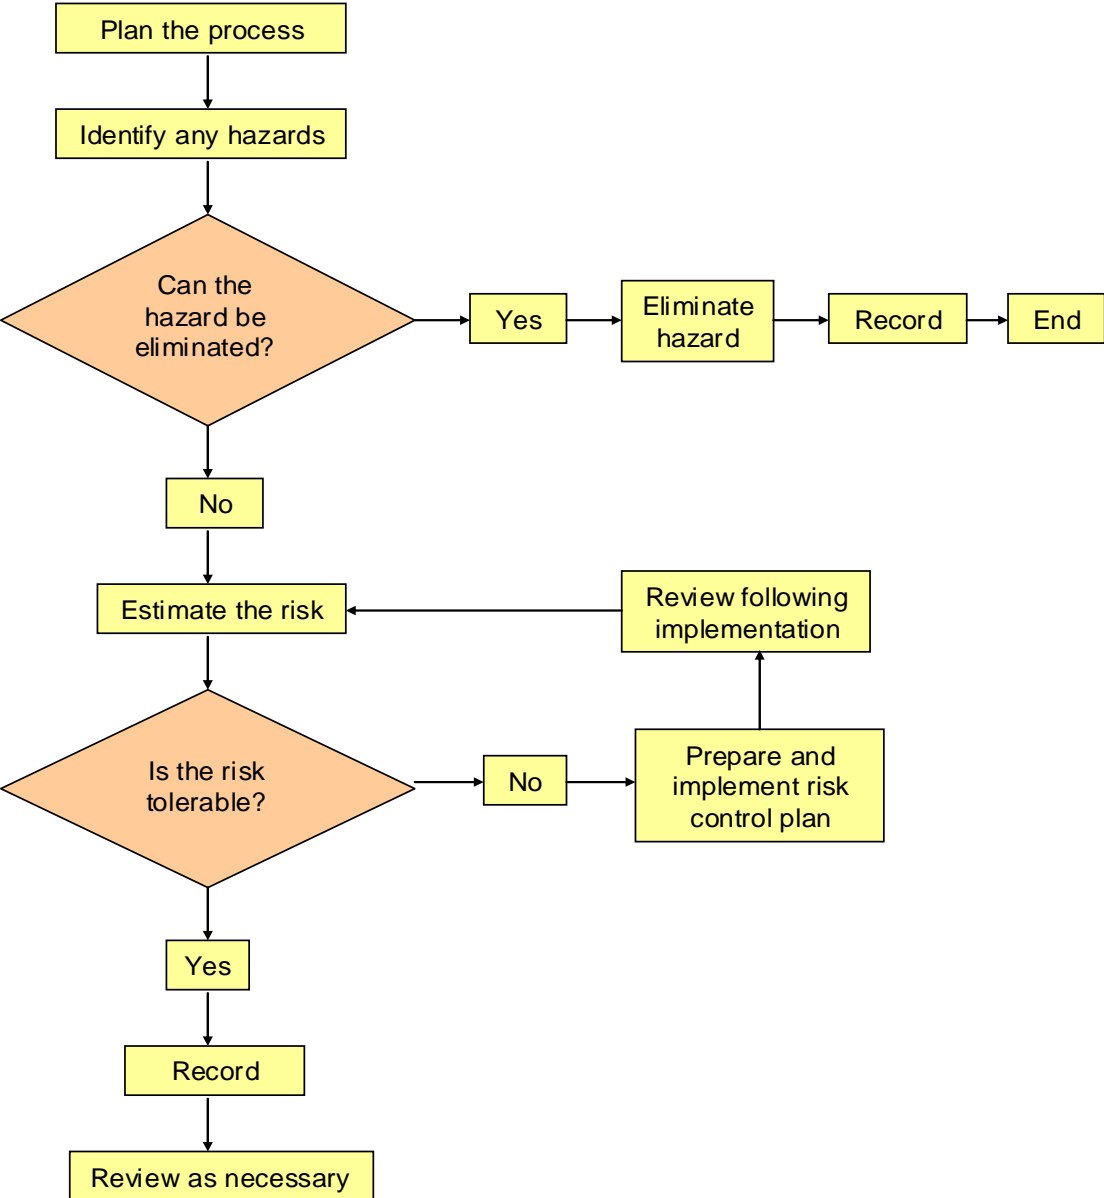 Plan the process
Identify any hazards
Can the
hazard be
eliminated?
Yes
Eliminate
hazard
Record
End
No
Estimate the risk
Review following
implementation
Is the risk
tolerable?
No
Prepare and
implement risk
control plan
Yes
Record
Review as necessary